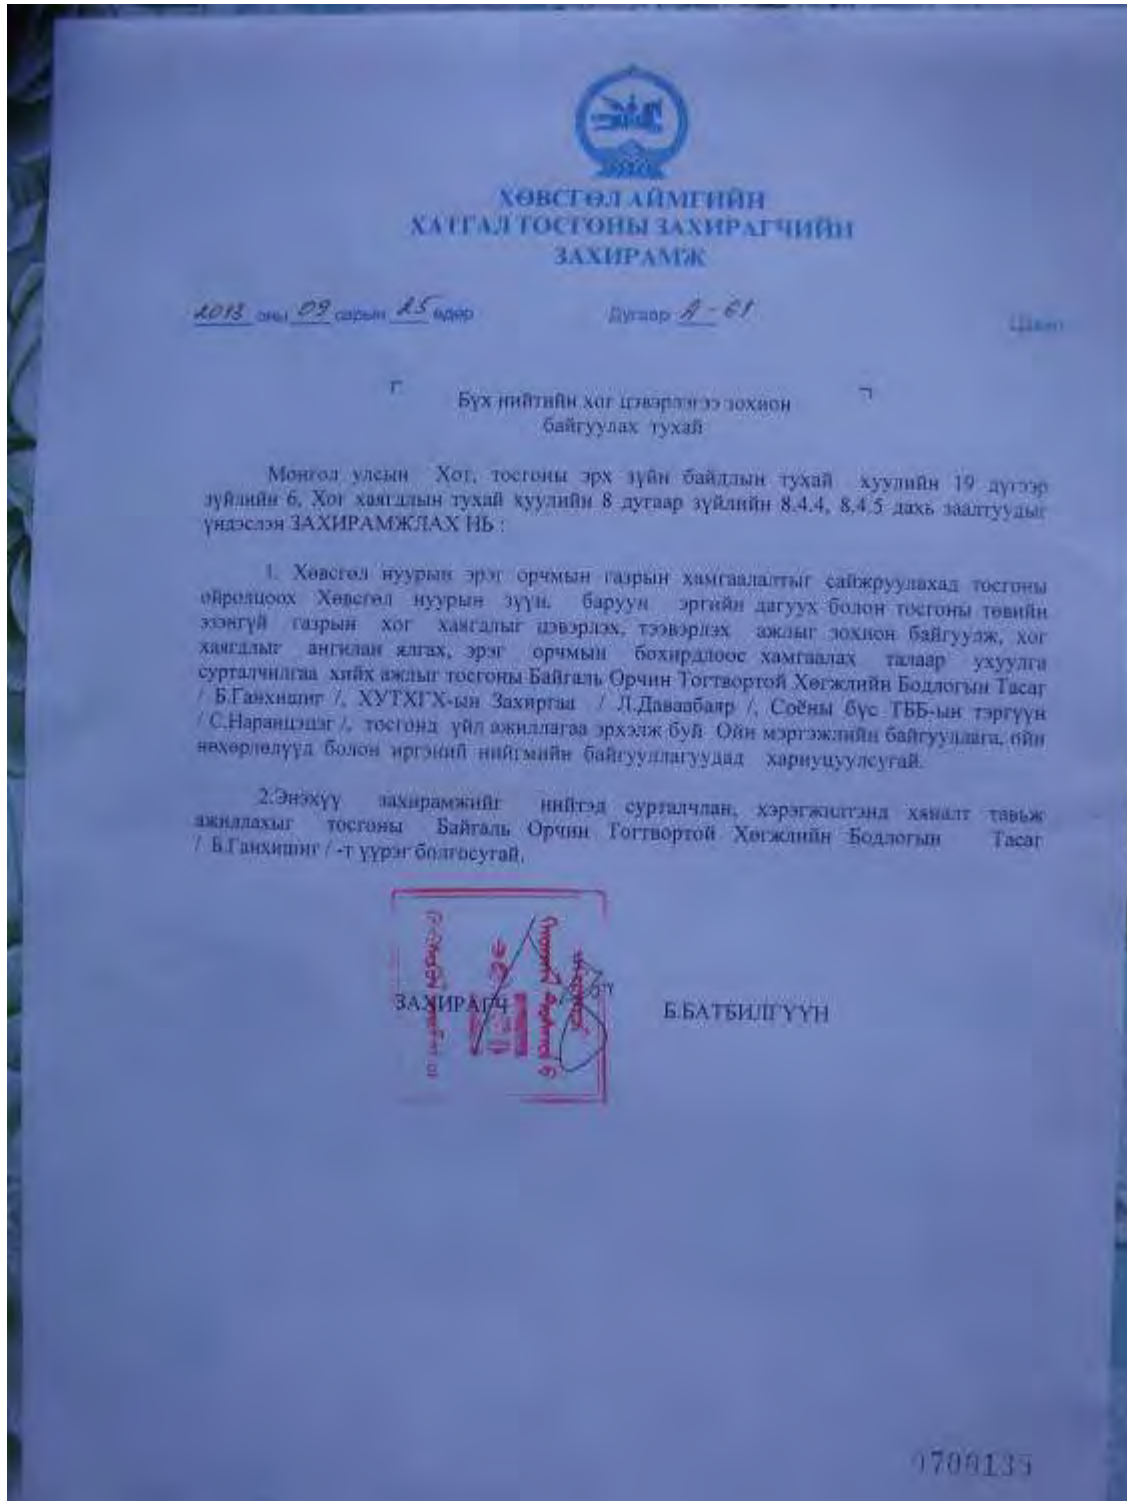 ХӨВСГӨЛ АЙМГИЙН
ХАТГАЛ ТОСГОНЫ ЗАХИРАГЧИЙН
ЗАХИРАМЖ
2013 оны 09 сарын 25 өдөр Дугаар А-61
Бүх нийтийн хог цэвэрлэгээ зохион
байгуулах тухай
Монгол улсын Хот, тосгоны эрх зүйн байдлын тухай хуулийн 19 дүгээр
зүйлийн 6, Хог хаягдлын тухай хуулийн 8 дугаар зүйлийн 8.4.4, 8.4.5 дахь заалтуудыг
үндэслэн ЗАХИРАМЖЛАХ НЬ :
1. Хөвсгөл нуурын эрэг орчмын газрын хамгаалалтыг сайжруулахад тосгоны
ойролцоох Хөвсгөл нуурын зүүн, баруун эргийн дагуух болон тосгоны төвийн
эзэнгүй газрын хог хаягдалыг цэвэрлэх, тээвэрлэх ажлыг зохион байгуулж, хог
хаягдлыг ангилан ялгах, эрэг орчмын бохирдлоос хамгаалах талаар ухуулга
сурталчилгаа хийх ажлыг тосгоны Байгаль Орчин Тогтвортой Хөгжлийн Бодлогын Тасаг
/ Б.Ганхишиг /, ХУТХГХ-ын Захиргаа / Л.Даваабаяр /, Соёны бүс ТББ-ын тэргүүн
/ С.Наранцэцэг /, тосгонд үйл ажиллагаа эрхэлж буй Ойн мэргэжлийн байгууллага, ойн
нөхөрлөлүүд болон иргэний нийгмийн байгууллагуудад хариуцуулсугай.
2.Энэхүү захирамжийг нийтэд сурталчлан, хэрэгжилтэнд хяналт тавьж
ажиллахыг тосгоны Байгаль Орчин Тогтвортой Хөгжлийн Бодлогын Тасаг
/ Б.Ганхишиг / -т үүрэг болгосугай.
ЗАХИРАГЧ Б.БАТБИЛГҮҮН